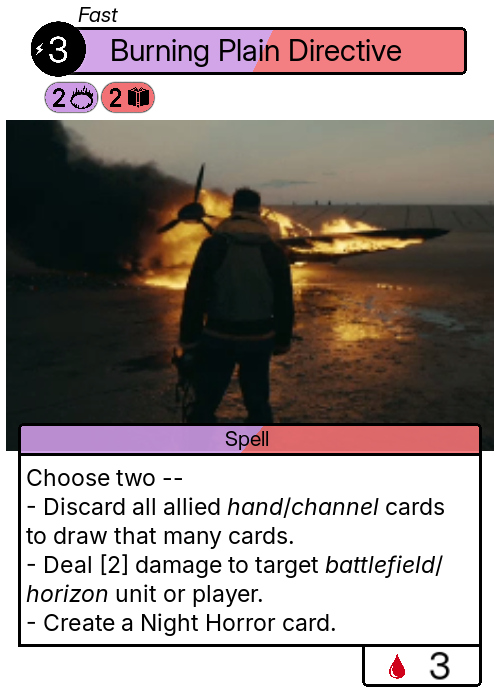 Fast
3 Burning Plain Directive
2 2
Spell
Choose two --
- Discard all allied hand/channel cards
to draw that many cards.
- Deal [2] damage to target battlefield/
horizon unit or player.
- Create a Night Horror card.
3